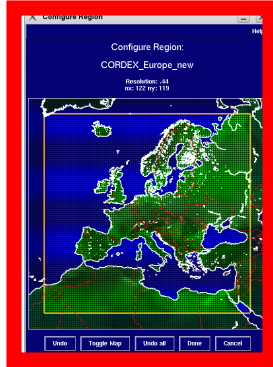 Configure Region
Help
Configure Region:
CORDEX_Europe_new
Resolution: .44
nx: 122 ny: 119
Undo
Toggle Map
Undo all
Done
Cancel